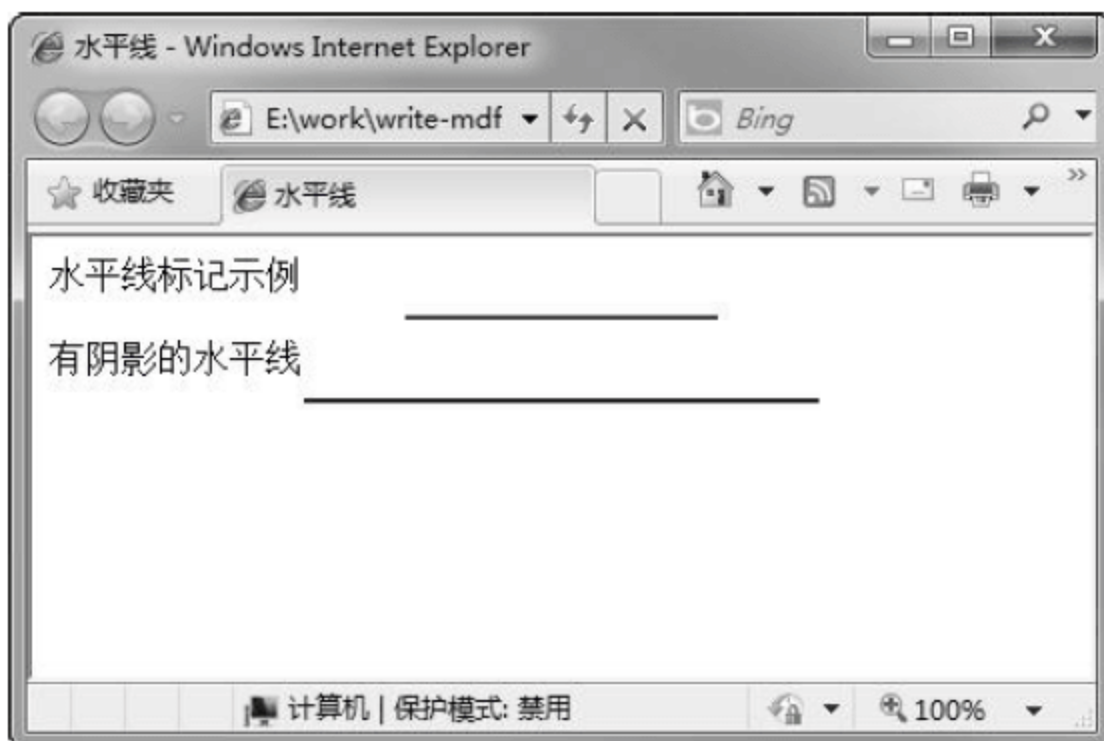 水平线 - Windows Internet Explorer
E:\work\write-mdf
Bing
收藏夹
水平线
水平线标记示例
有阴影的水平线
计算机 | 保护模式: 禁用
100%